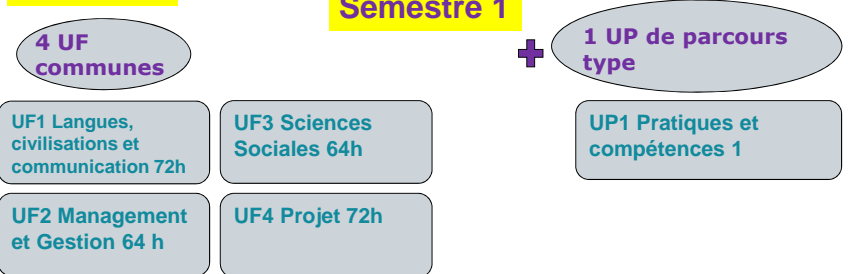 Semestre 1
4 UF
communes
1 UP de parcours
type
UF1 Langues,
civilisations et
communication 72h
UF3 Sciences
Sociales 64h
UP1 Pratiques et
compétences 1
UF2 Management
et Gestion 64 h
UF4 Projet 72h